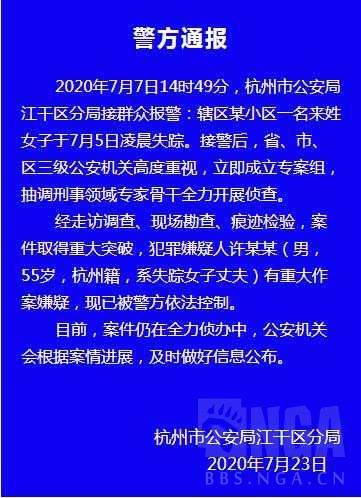 警方通报
2020年7月7日14时49分，杭州市公安局
江干区分局接群众报警：辖区某小区一名来姓
女子于7月5日凌晨失踪。接警后，省、市、
区三级公安机关高度重视，立即成立专案组，
抽调刑事领域专家骨干全力开展侦查。
经走访调查、现场勘查、痕迹检验，案
件取得重大突破，犯罪嫌疑人许某某（男，
55岁，杭州籍，系失踪女子丈夫）有重大作
案嫌疑，现已被警方依法控制。
目前，案件仍在全力侦办中，公安机关
会根据案情进展，及时做好信息公布。
杭州市公安局江干区分局
2020年7月23日
NGA
BBS.NGA.CN